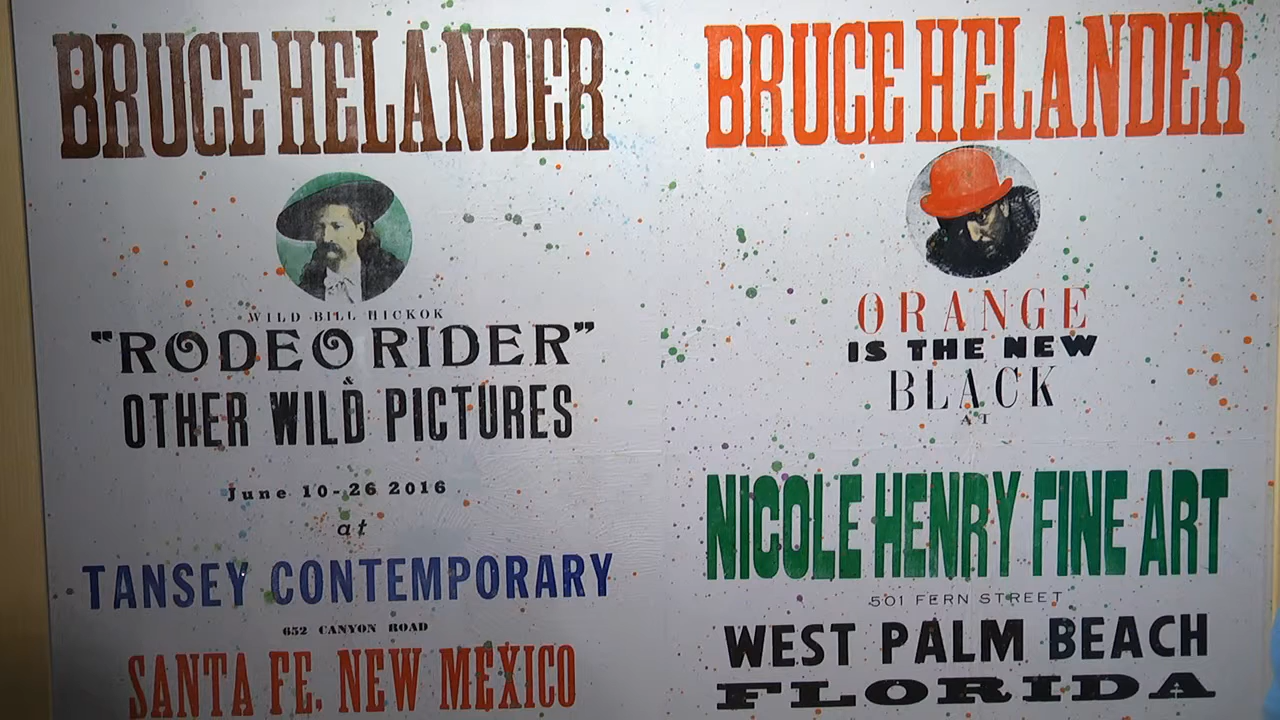 BRUCE HELANDER
WILD BILL HICKOK
"RODEO RIDER"
&
OTHER WILD PICTURES
June 10-26 2016
at
TANSEY CONTEMPORARY
652 CANYON ROAD
SANTA FE, NEW MEXICO
BRUCE HELANDER
ORANGE
IS THE NEW
BLACK
AT
NICOLE HENRY FINE ART
501 FERN STREET
WEST PALM BEACH
FLORIDA